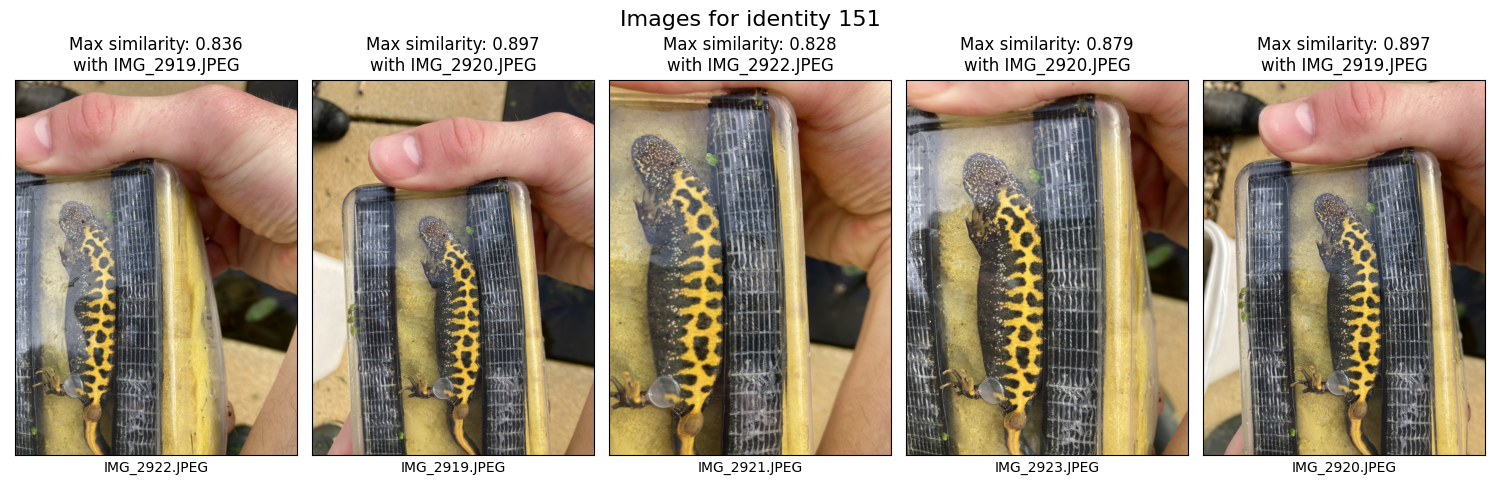 Images for identity 151
Max similarity: 0.836
with IMG_2919.JPEG
Max similarity: 0.897
with IMG_2920.JPEG
Max similarity: 0.828
with IMG_2922.JPEG
Max similarity: 0.879
with IMG_2920.JPEG
Max similarity: 0.897
with IMG_2919.JPEG
IMG_2922.JPEG
IMG_2919.JPEG
IMG_2921.JPEG
IMG_2923.JPEG
IMG_2920.JPEG